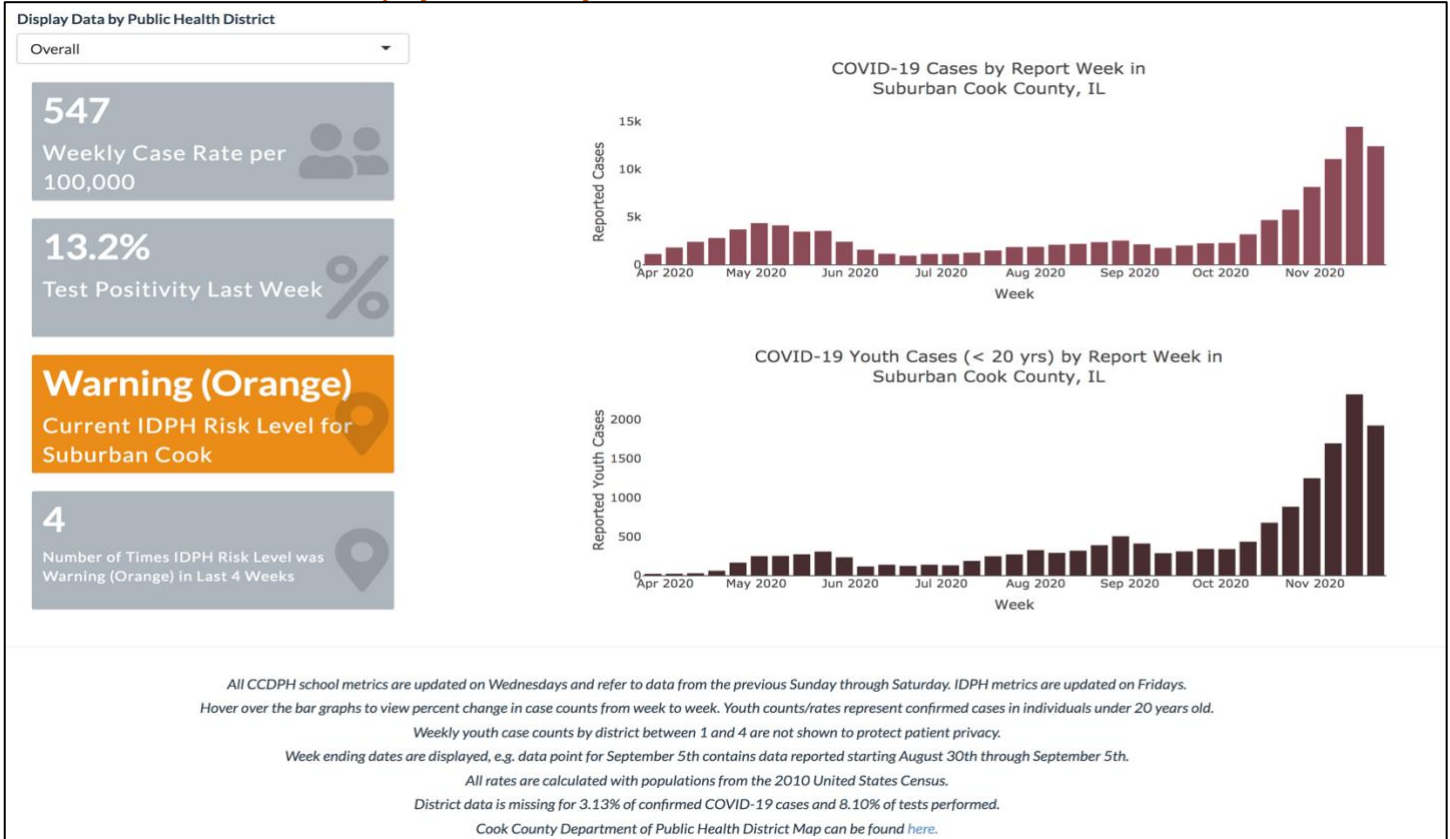 Display Data by Public Health District
Overall
547
Weekly Case Rate per
100,000
13.2%
Test Positivity Last Week
Warning (Orange)
Current IDPH Risk Level for
Suburban Cook
4
Number of Times IDPH Risk Level was
Warning (Orange) in Last 4 Weeks
COVID-19 Cases by Report Week in
Suburban Cook County, IL
Reported Cases
15k
10k
5k
0
Apr 2020 May 2020 Jun 2020 Jul 2020 Aug 2020 Sep 2020 Oct 2020 Nov 2020
Week
COVID-19 Youth Cases (< 20 yrs) by Report Week in
Suburban Cook County, IL
Reported Youth Cases
2000
1500
1000
500
0
Apr 2020 May 2020 Jun 2020 Jul 2020 Aug 2020 Sep 2020 Oct 2020 Nov 2020
Week
All CCDPH school metrics are updated on Wednesdays and refer to data from the previous Sunday through Saturday. IDPH metrics are updated on Fridays.
Hover over the bar graphs to view percent change in case counts from week to week. Youth counts/rates represent confirmed cases in individuals under 20 years old.
Weekly youth case counts by district between 1 and 4 are not shown to protect patient privacy.
Week ending dates are displayed, e.g. data point for September 5th contains data reported starting August 30th through September 5th.
All rates are calculated with populations from the 2010 United States Census.
District data is missing for 3.13% of confirmed COVID-19 cases and 8.10% of tests performed.
Cook County Department of Public Health District Map can be found here.